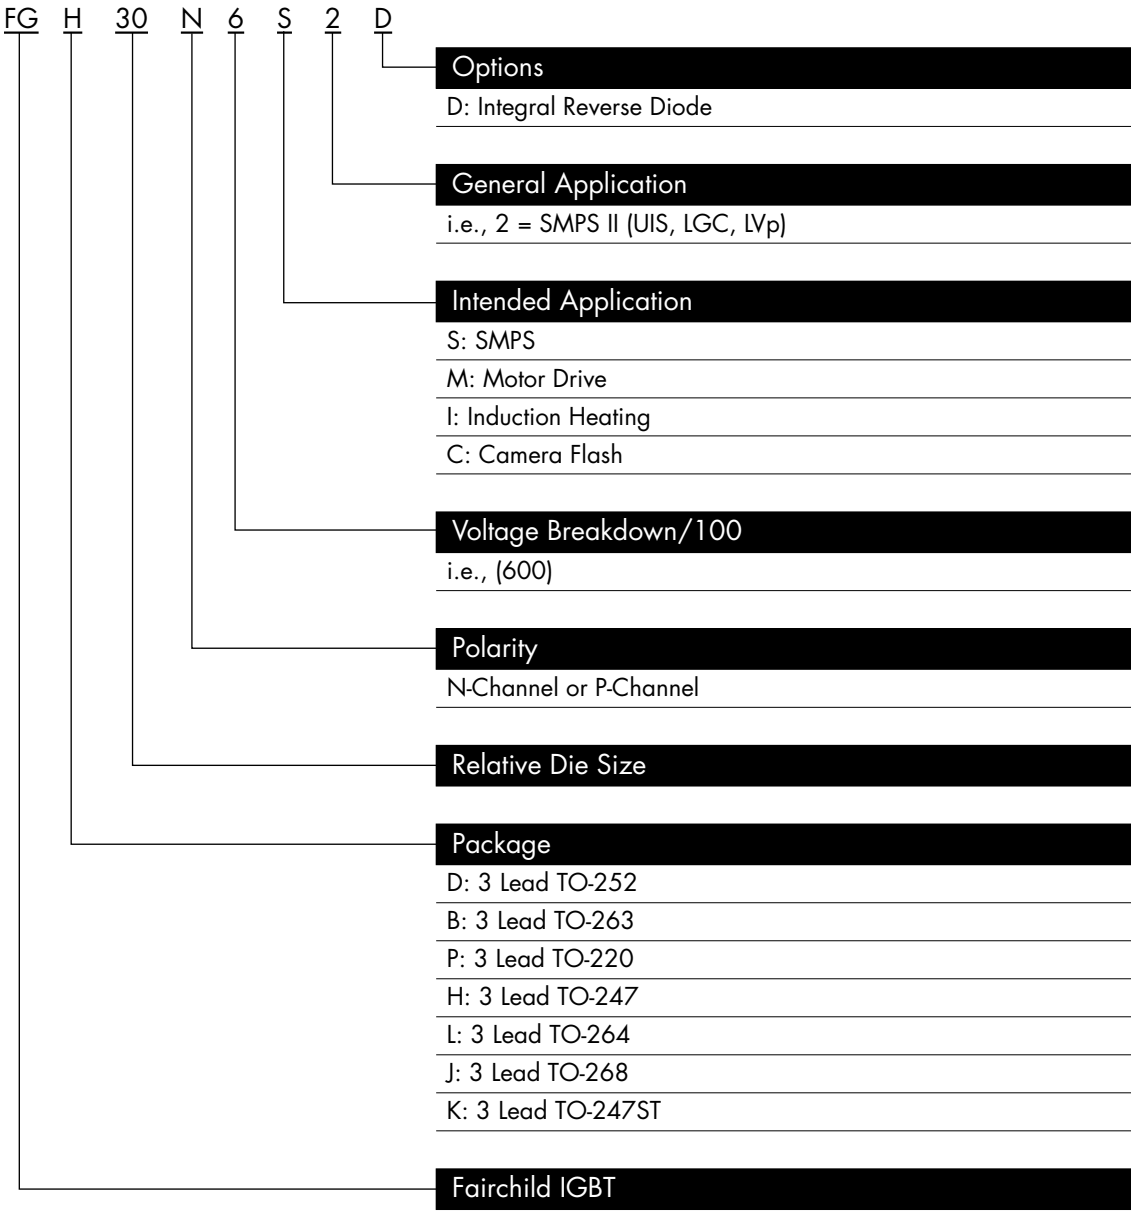 FG H 30 N 6 S 2 D
Options
D: Integral Reverse Diode
General Application
i.e., 2 = SMPS II (UIS, LGC, LVp)
Intended Application
S: SMPS
M: Motor Drive
I: Induction Heating
C: Camera Flash
Voltage Breakdown/100
i.e., (600)
Polarity
N-Channel or P-Channel
Relative Die Size
Package
D: 3 Lead TO-252
B: 3 Lead TO-263
P: 3 Lead TO-220
H: 3 Lead TO-247
L: 3 Lead TO-264
J: 3 Lead TO-268
K: 3 Lead TO-247ST
Fairchild IGBT